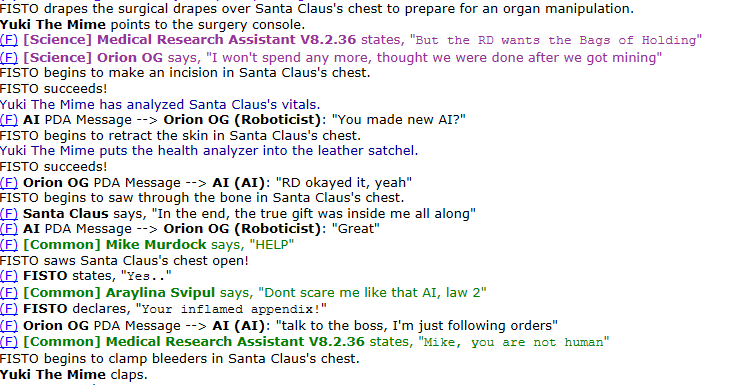 FISTO drapes the surgical drapes over Santa Claus's chest to prepare for an organ manipulation.
Yuki The Mime points to the surgery console.
(F) [Science] Medical Research Assistant V8.2.36 states, "But the RD wants the Bags of Holding"
(F) [Science] Orion OG says, "I won't spend any more, thought we were done after we got mining"
FISTO begins to make an incision in Santa Claus's chest.
FISTO succeeds!
Yuki The Mime has analyzed Santa Claus's vitals.
(F) AI PDA Message --> Orion OG (Roboticist): "You made new AI?"
FISTO begins to retract the skin in Santa Claus's chest.
Yuki The Mime puts the health analyzer into the leather satchel.
FISTO succeeds!
(F) Orion OG PDA Message --> AI (AI): "RD okayed it, yeah"
FISTO begins to saw through the bone in Santa Claus's chest.
(F) Santa Claus says, "In the end, the true gift was inside me all along"
(F) AI PDA Message --> Orion OG (Roboticist): "Great"
(F) [Common] Mike Murdock says, "HELP"
FISTO saws Santa Claus's chest open!
(F) FISTO states, "Yes.."
(F) [Common] Araylina Svipul says, "Dont scare me like that AI, law 2"
(F) FISTO declares, "Your inflamed appendix!"
(F) Orion OG PDA Message --> AI (AI): "talk to the boss, I'm just following orders"
(F) [Common] Medical Research Assistant V8.2.36 states, "Mike, you are not human"
FISTO begins to clamp bleeders in Santa Claus's chest.
Yuki The Mime claps.